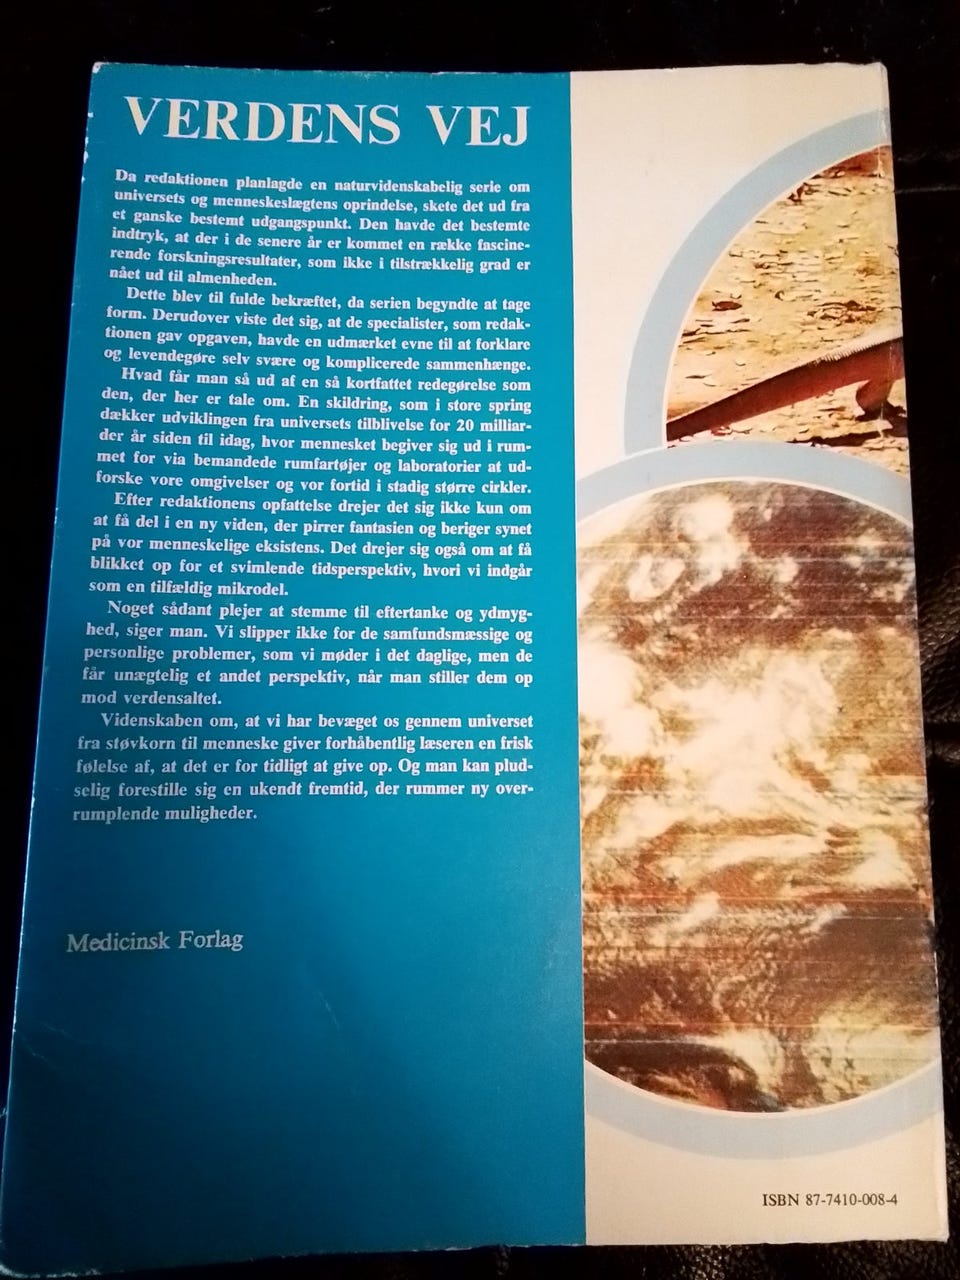 VERDENS VEJ
Da redaktionen planlagde en naturvidenskabelig serie om
universets og menneskeslægtens oprindelse, skete det ud fra
et ganske bestemt udgangspunkt. Den havde det bestemte
indtryk, at der i de senere år er kommet en række fascine-
rende forskningsresultater, som ikke i tilstrækkelig grad er
nået ud til almenheden.
Dette blev til fulde bekræftet, da serien begyndte at tage
form. Derudover viste det sig, at de specialister, som redak-
tionen gav opgaven, havde en udmærket evne til at forklare
og levendegøre selv svære og komplicerede sammenhænge.
Hvad får man så ud af en så kortfattet redegørelse som
den, der her er tale om. En skildring, som i store spring
dækker udviklingen fra universets tilblivelse for 20 milliar-
der år siden til idag, hvor mennesket begiver sig ud i rum-
met for via bemandede rumfartøjer og laboratorier at ud-
forske vore omgivelser og vor fortid i stadig større cirkler.
Efter redaktionens opfattelse drejer det sig ikke kun om
at få del i en ny viden, der pirrer fantasien og beriger synet
på vor menneskelige eksistens. Det drejer sig også om at få
blikket op for et svimlende tidsperspektiv, hvori vi indgår
som en tilfældig mikrodel.
Noget sådant plejer at stemme til eftertanke og ydmyg-
hed, siger man. Vi slipper ikke for de samfundsmæssige og
personlige problemer, som vi møder i det daglige, men de
får unægtelig et andet perspektiv, når man stiller dem op
mod verdensaltet.
Videnskaben om, at vi har bevæget os gennem universet
fra støvkorn til menneske giver forhåbentlig læseren en frisk
følelse af, at det er for tidligt at give op. Og man kan plud-
selig forestille sig en ukendt fremtid, der rummer ny over-
rumplende muligheder.
Medicinsk Forlag
ISBN 87-7410-008-4